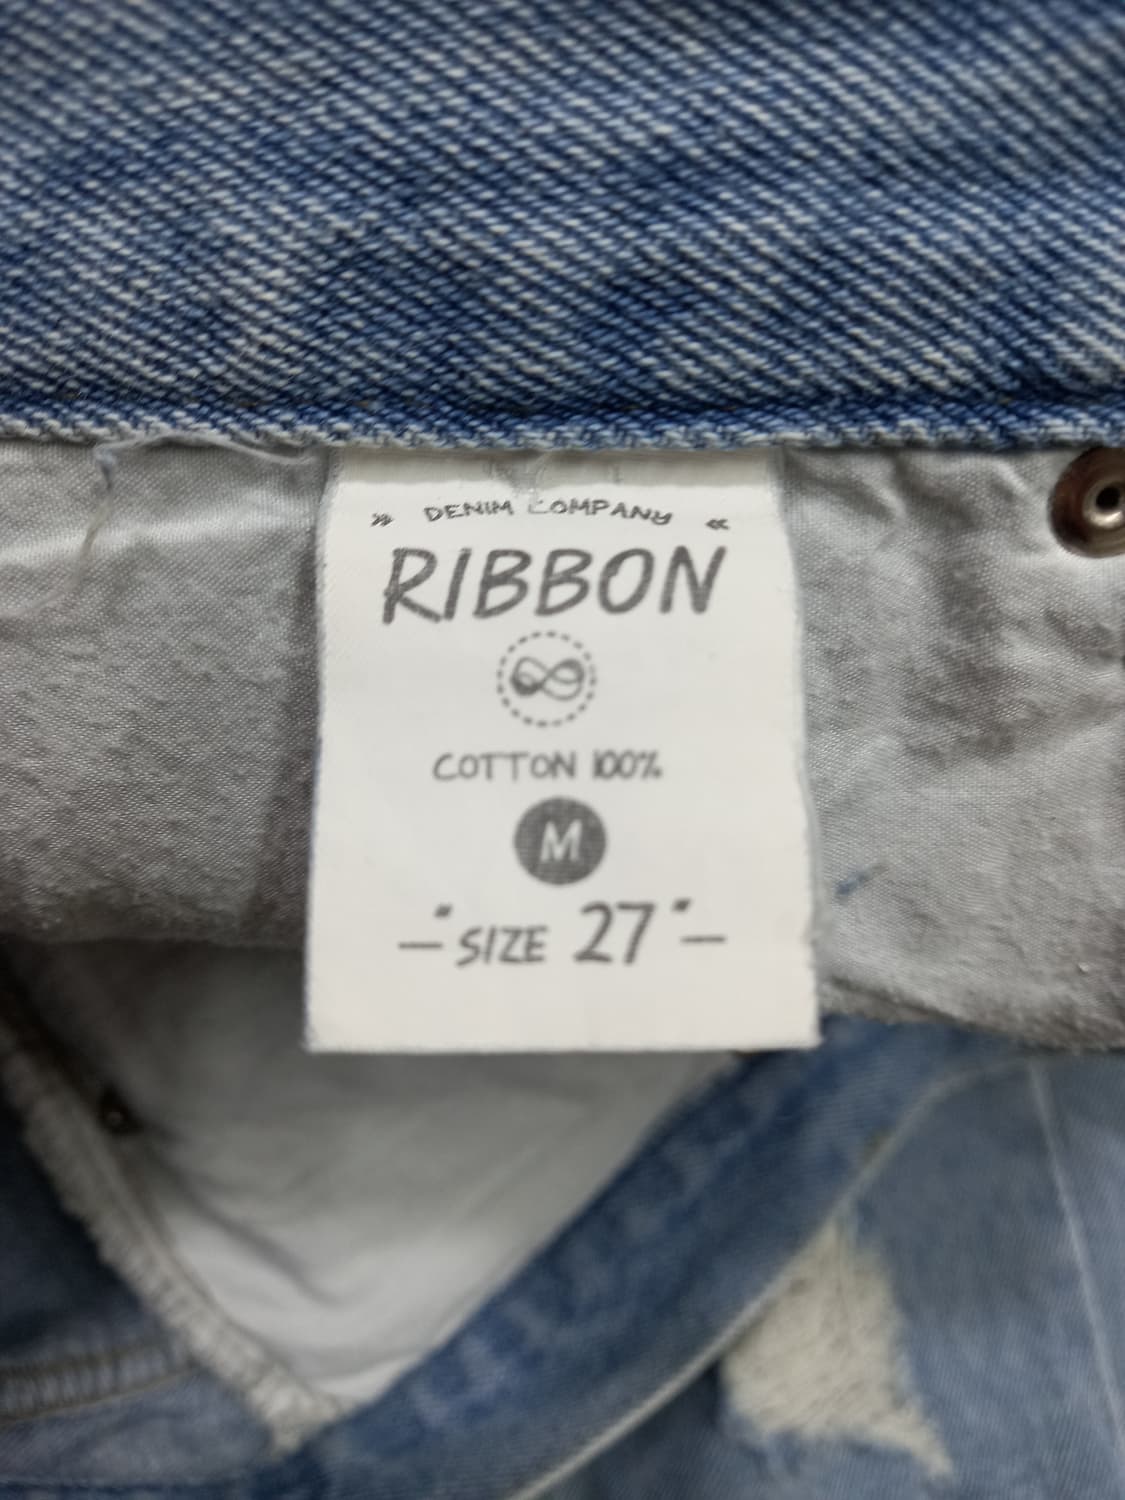 » DENIM COMPANY «
RIBBON
COTTON 100%
M
— "SIZE 27" —